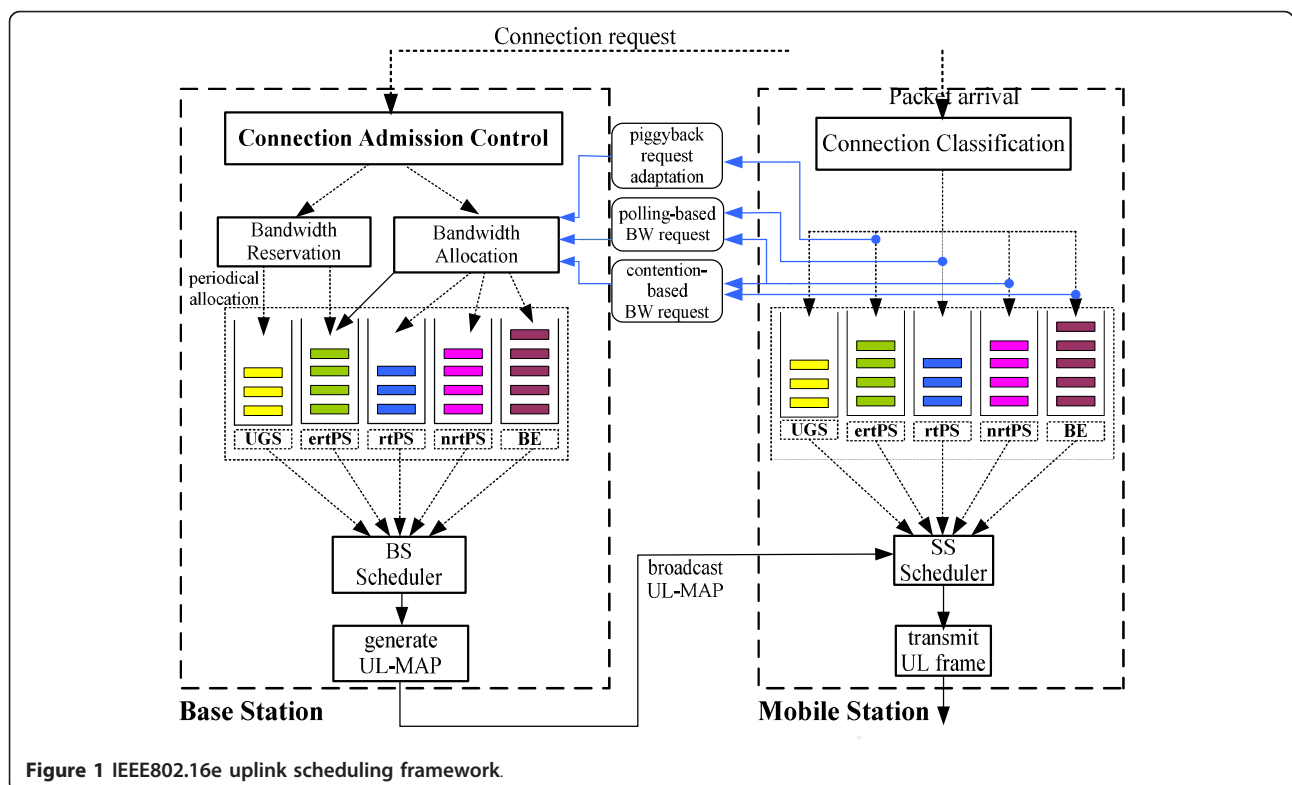 Connection request
Packet arrival
Connection Admission Control
piggyback
request
adaptation
Connection Classification
Bandwidth
Reservation
Bandwidth
Allocation
polling-based
BW request
periodical
allocation
contention-
based
BW request
UGS
ertPS
rtPS
nrtPS
BE
UGS
ertPS
rtPS
nrtPS
BE
BS
Scheduler
broadcast
UL-MAP
SS
Scheduler
generate
UL-MAP
transmit
UL frame
Base Station
Mobile Station
Figure 1 IEEE802.16e uplink scheduling framework.